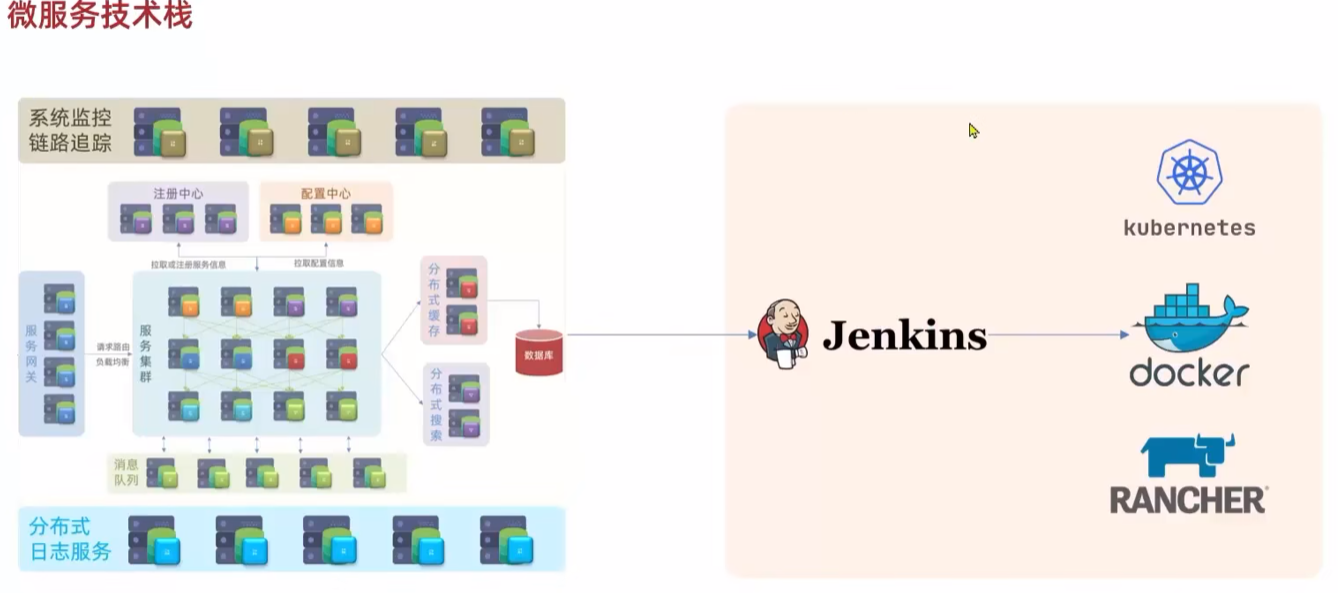 微服务技术栈
系统监控
链路追踪
注册中心
配置中心
拉取或注册服务信息
拉取配置信息
服务网关
请求路由
负载均衡
服务集群
分布式缓存
分布式搜索
数据库
消息
队列
分布式
日志服务
Jenkins
kubernetes
docker
RANCHER